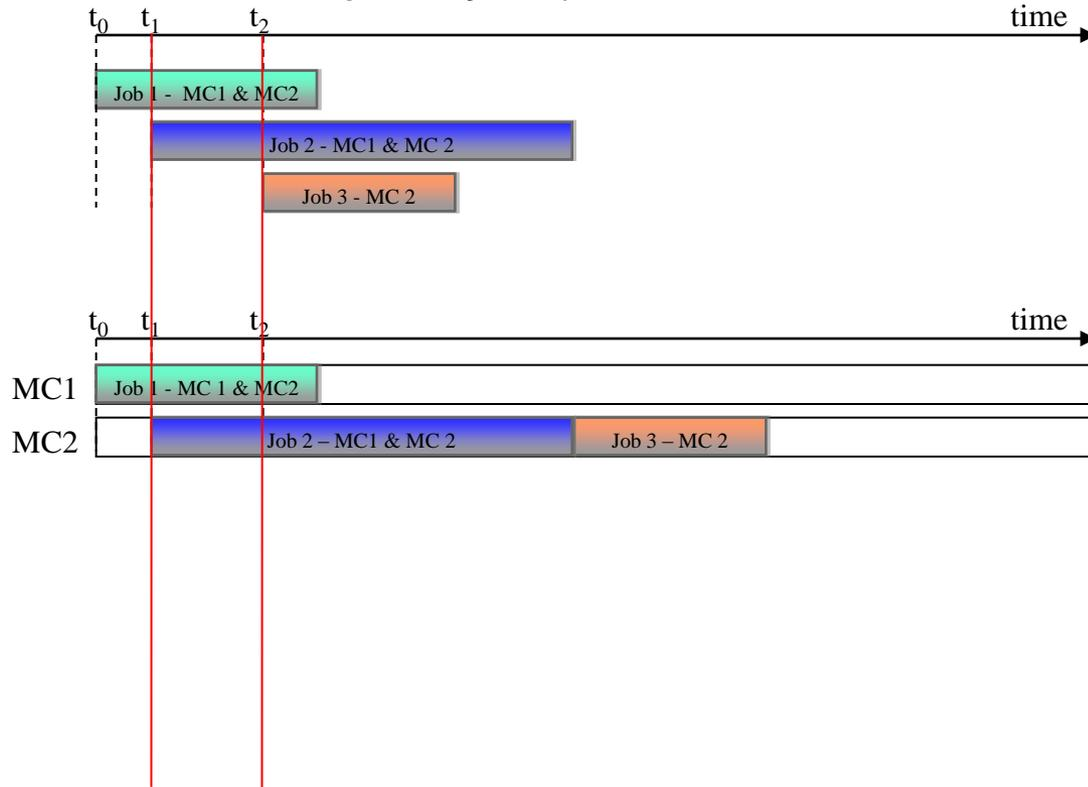 t0 t1 t2 time
Job 1 - MC1 & MC2
Job 2 - MC1 & MC 2
Job 3 - MC 2
t0 t1 t2 time
MC1 Job 1 - MC 1 & MC2
MC2 Job 2 – MC1 & MC 2 Job 3 – MC 2